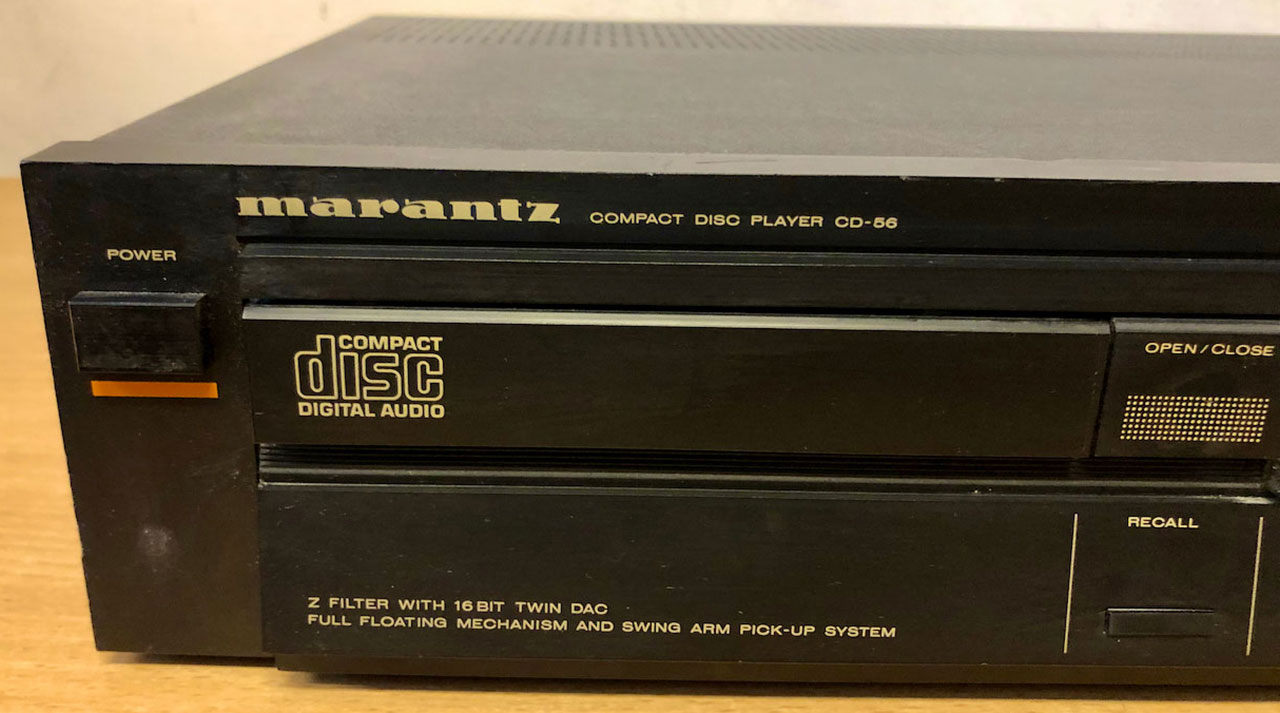 marantz COMPACT DISC PLAYER CD-56
POWER
COMPACT
disc
DIGITAL AUDIO
OPEN/CLOSE
RECALL
Z FILTER WITH 16 BIT TWIN DAC
FULL FLOATING MECHANISM AND SWING ARM PICK-UP SYSTEM